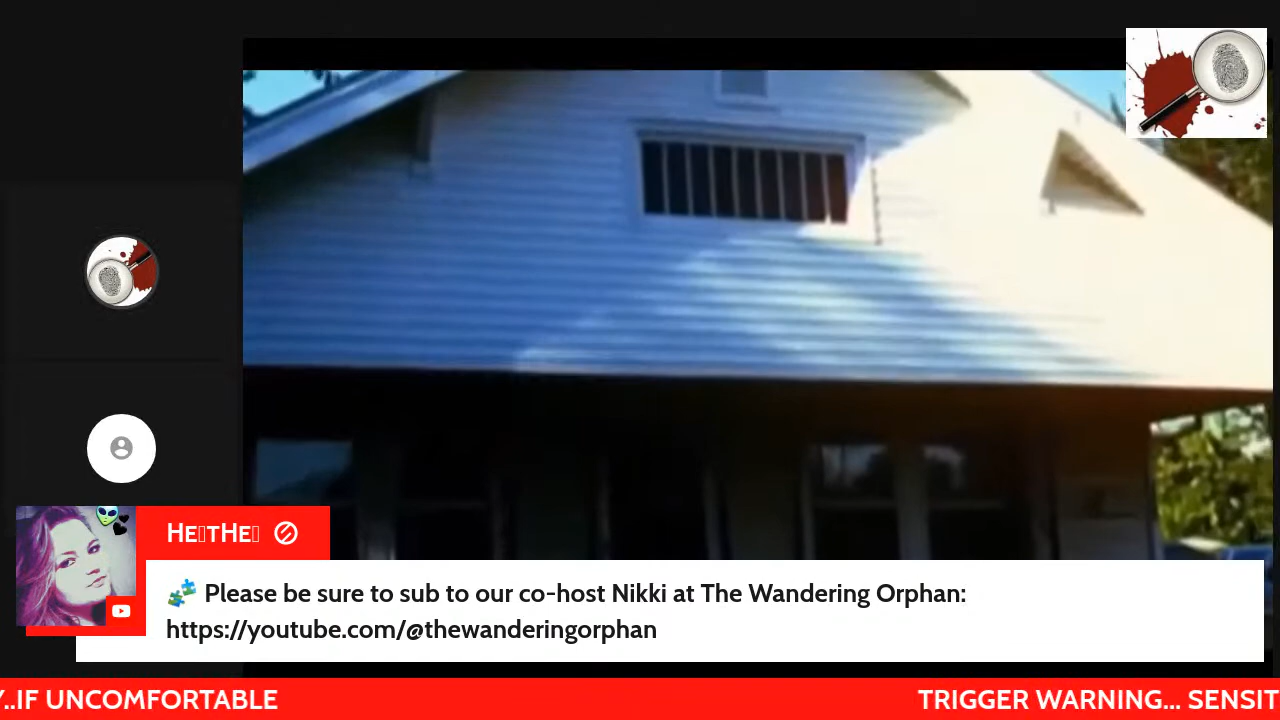 HE▯THE▯
Please be sure to sub to our co-host Nikki at The Wandering Orphan:
https://youtube.com/@thewanderingorphan
Y..IF UNCOMFORTABLE
TRIGGER WARNING... SENSIT